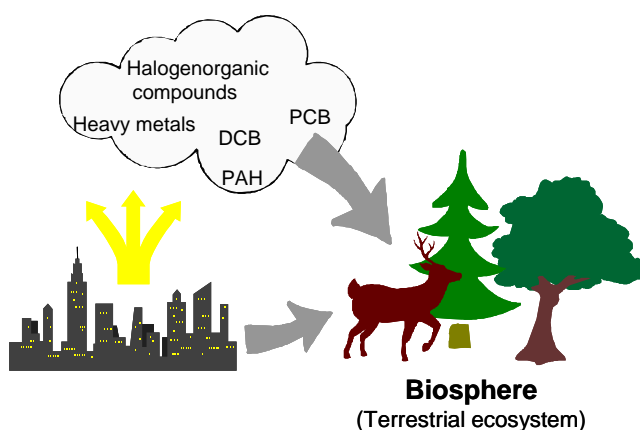 Halogenorganic
compounds
Heavy metals
PCB
DCB
PAH
Biosphere
(Terrestrial ecosystem)